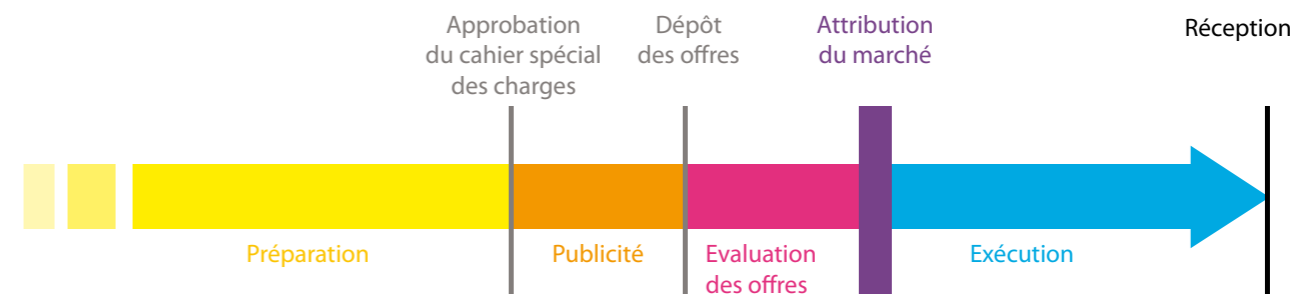 Approbation
du cahier spécial
des charges
Dépôt
des offres
Attribution
du marché
Réception
Préparation
Publicité
Evaluation
des offres
Exécution